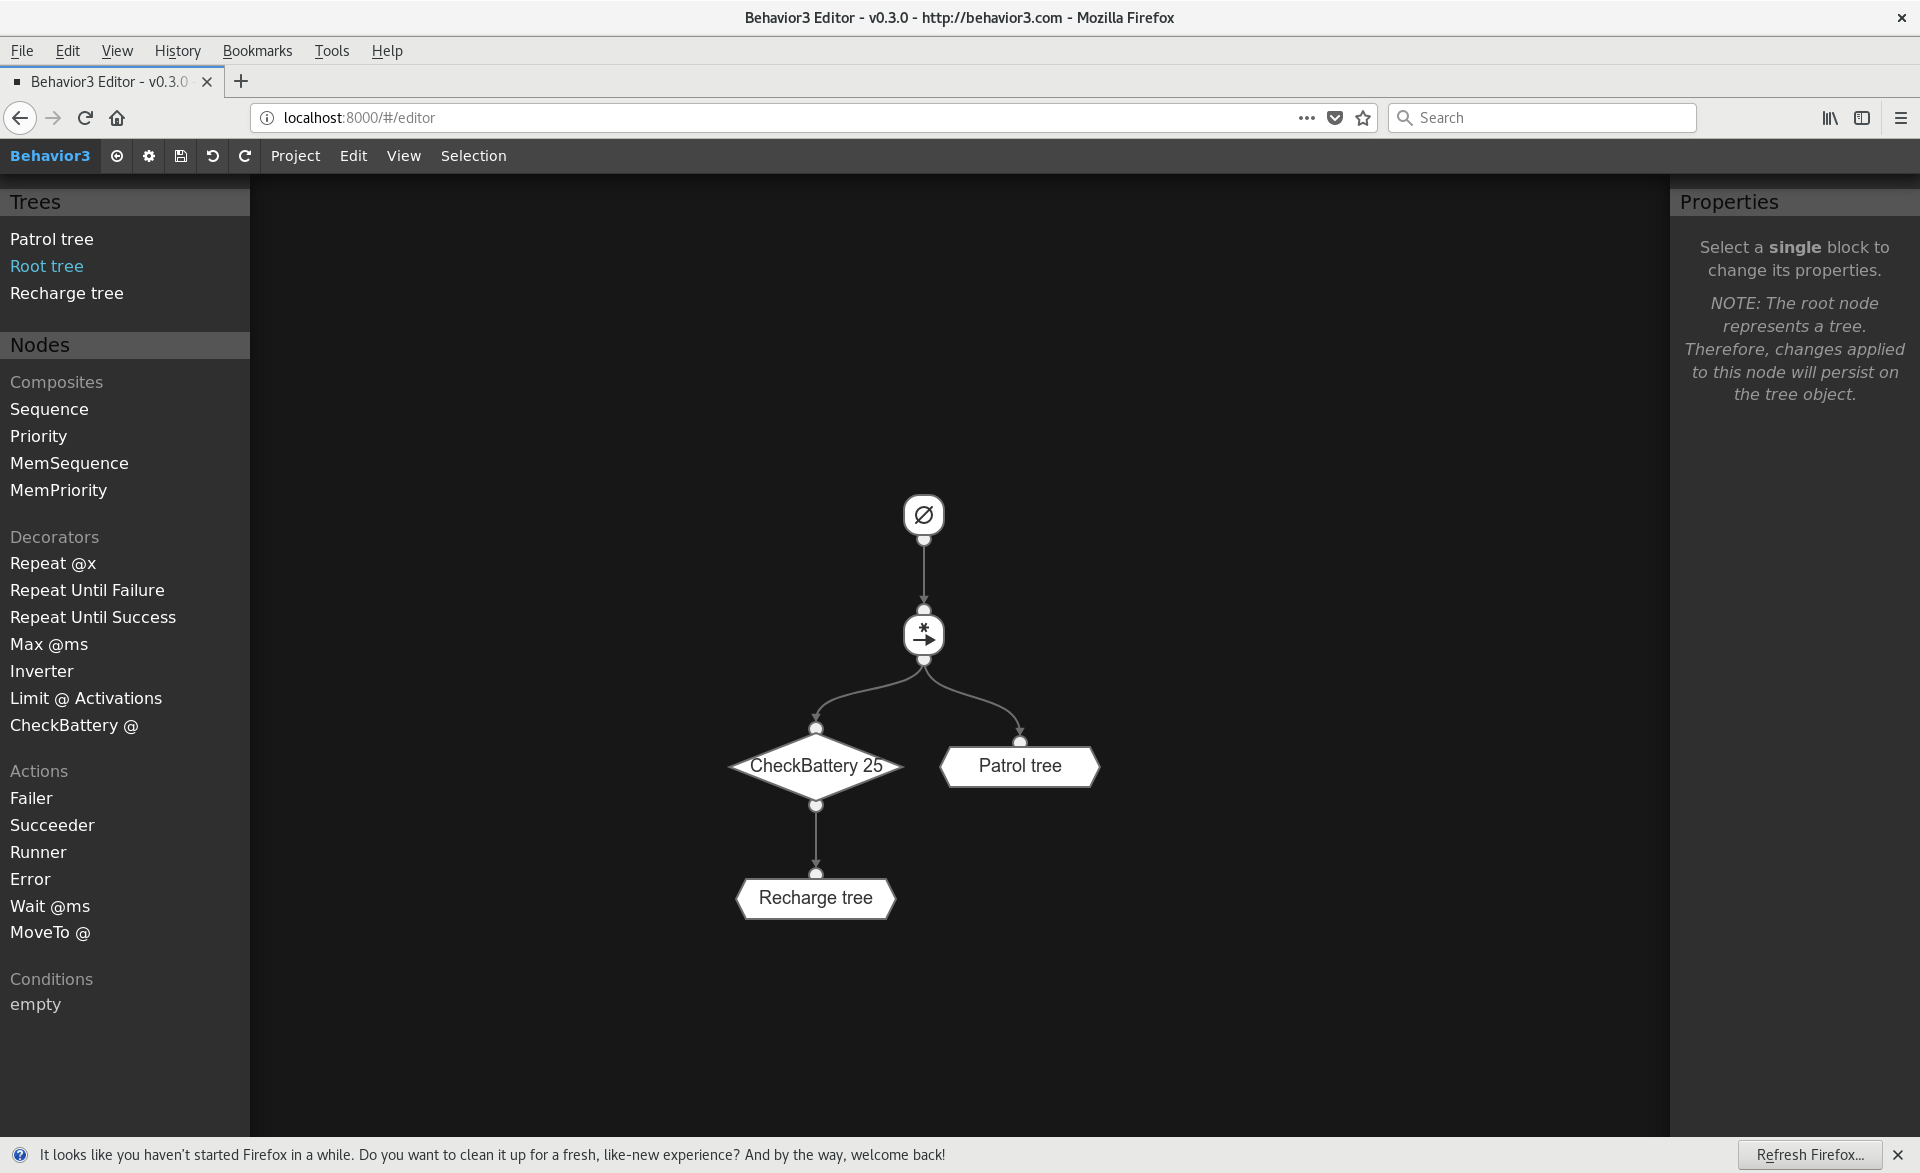 Behavior3 Editor - v0.3.0 - http://behavior3.com - Mozilla Firefox
File Edit View History Bookmarks Tools Help
Behavior3 Editor - v0.3.0
localhost:8000/#/editor
Search
Behavior3 Project Edit View Selection
Trees
Patrol tree
Root tree
Recharge tree
Nodes
Composites
Sequence
Priority
MemSequence
MemPriority
Decorators
Repeat @x
Repeat Until Failure
Repeat Until Success
Max @ms
Inverter
Limit @ Activations
CheckBattery @
Actions
Failer
Succeeder
Runner
Error
Wait @ms
MoveTo @
Conditions
empty
CheckBattery 25
Patrol tree
Recharge tree
Properties
Select a single block to
change its properties.
NOTE: The root node
represents a tree.
Therefore, changes applied
to this node will persist on
the tree object.
It looks like you haven't started Firefox in a while. Do you want to clean it up for a fresh, like-new experience? And by the way, welcome back!
Refresh Firefox...